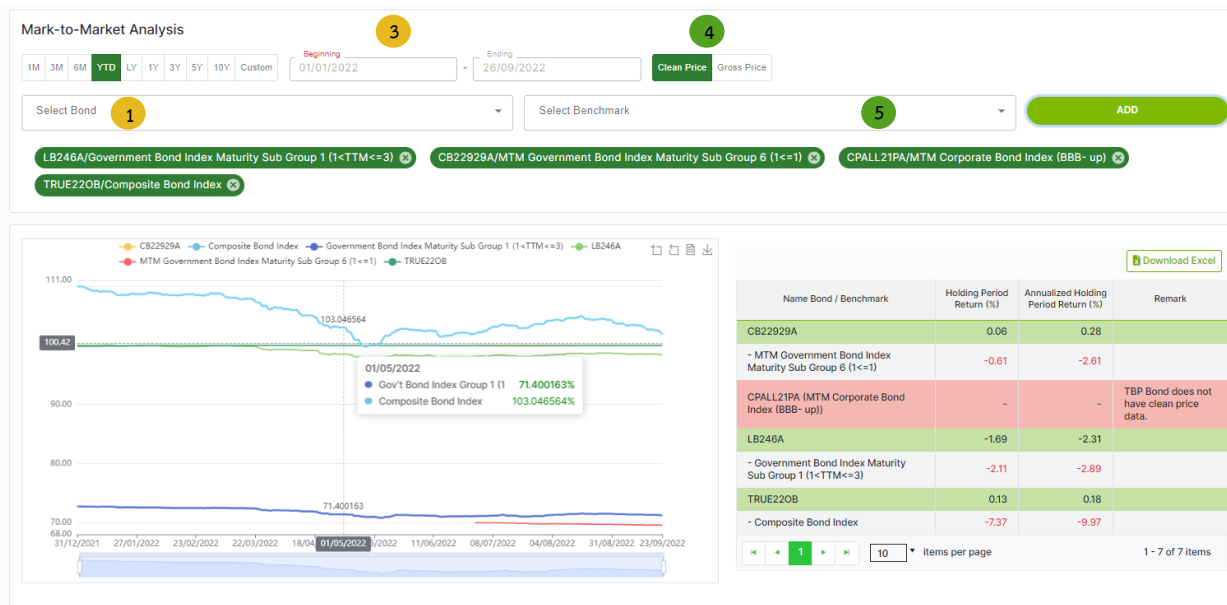 Mark-to-Market Analysis
3
4
1M 3M 6M YTD LY 1Y 3Y 5Y 10Y Custom
Beginning
01/01/2022
-
Ending
26/09/2022
Clean Price Gross Price
Select Bond
1
Select Benchmark
5
ADD
LB246A/Government Bond Index Maturity Sub Group 1 (1<TTM<=3)
CB22929A/MTM Government Bond Index Maturity Sub Group 6 (1<=1)
CPALL21PA/MTM Corporate Bond Index (BBB- up)
TRUE22OB/Composite Bond Index
CB22929A Composite Bond Index Government Bond Index Maturity Sub Group 1 (1<TTM<=3) LB246A
MTM Government Bond Index Maturity Sub Group 6 (1<=1) TRUE22OB
111.00
103.046564
100.42
01/05/2022
Gov't Bond Index Group 1 (1 71.400163%
Composite Bond Index 103.046564%
90.00
80.00
71.400163
70.00
68.00
31/12/2021 27/01/2022 23/02/2022 22/03/2022 18/04 01/05/2022 5/2022 11/06/2022 08/07/2022 04/08/2022 31/08/2022 23/09/2022
Download Excel
Name Bond / Benchmark
Holding Period
Return (%)
Annualized Holding
Period Return (%)
Remark
CB22929A 0.06 0.28
- MTM Government Bond Index
Maturity Sub Group 6 (1<=1)
-0.61 -2.61
CPALL21PA (MTM Corporate Bond
Index (BBB- up))
- -
TBP Bond does not
have clean price
data.
LB246A -1.69 -2.31
- Government Bond Index Maturity
Sub Group 1 (1<TTM<=3)
-2.11 -2.89
TRUE22OB 0.13 0.18
- Composite Bond Index -7.37 -9.97
1 10 items per page 1 - 7 of 7 items